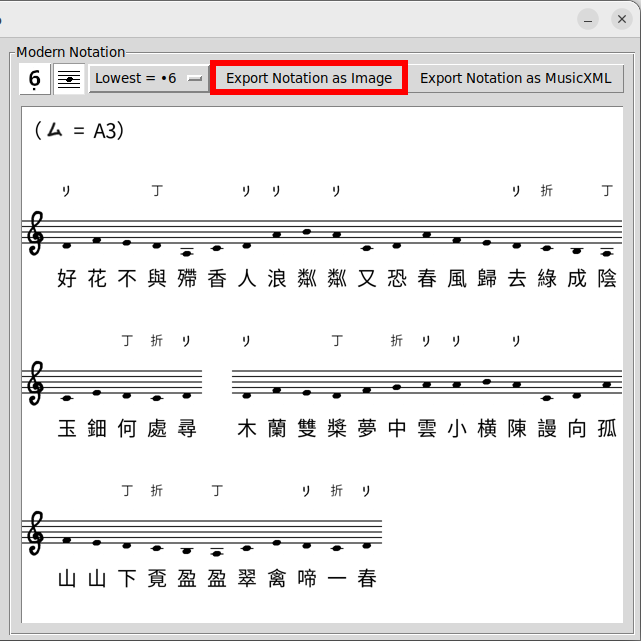 Modern Notation
6̣ Lowest = •6 Export Notation as Image Export Notation as MusicXML
(ム = A3)
リ 丁 リ リ リ リ 折 丁
好花不與殢香人浪粼粼又恐春風歸去綠成陰
丁 折 リ リ 丁 折 リ リ リ
玉鈿何處尋 木蘭雙槳夢中雲小橫陳謾向孤
丁 折 丁 リ 折 リ
山山下覓盈盈翠禽啼一春